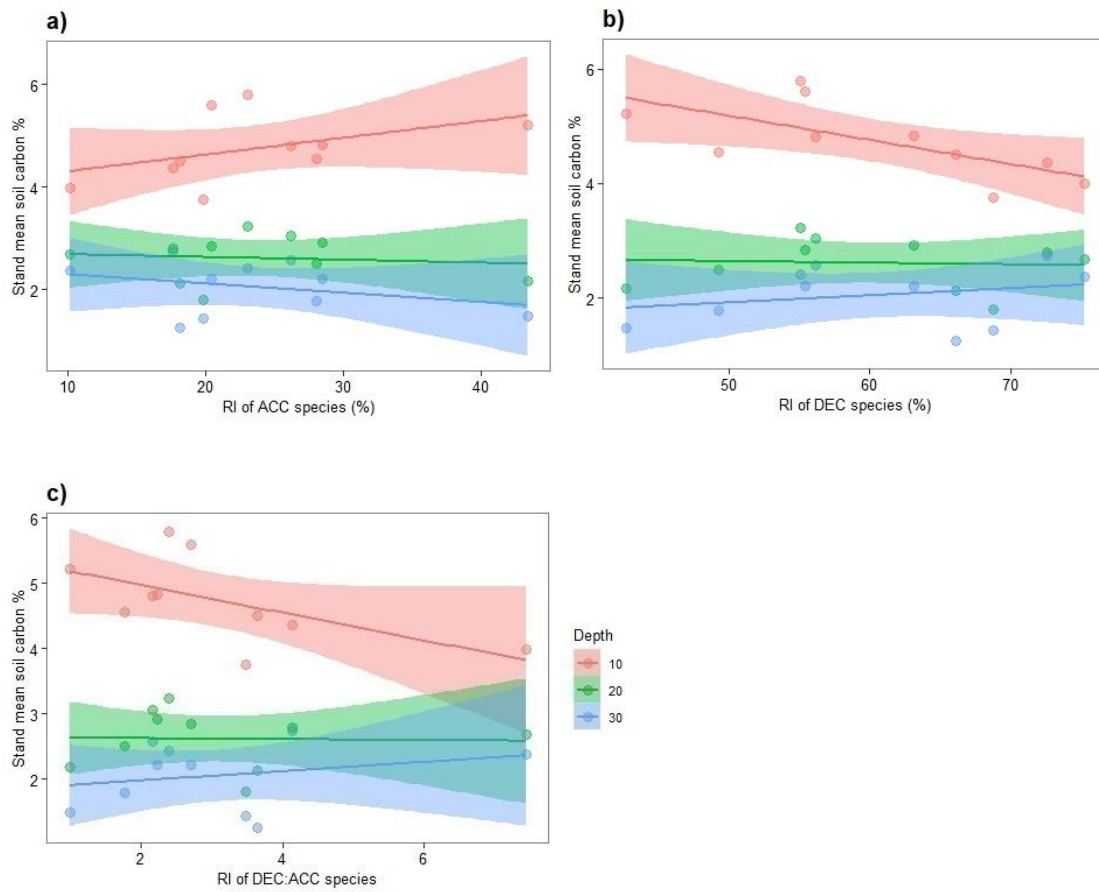 a)
Stand mean soil carbon %
6
4
2
10 20 30 40
RI of ACC species (%)
b)
Stand mean soil carbon %
6
4
2
50 60 70
RI of DEC species (%)
c)
Stand mean soil carbon %
6
5
4
3
2
2 4 6
RI of DEC:ACC species
Depth
10
20
30